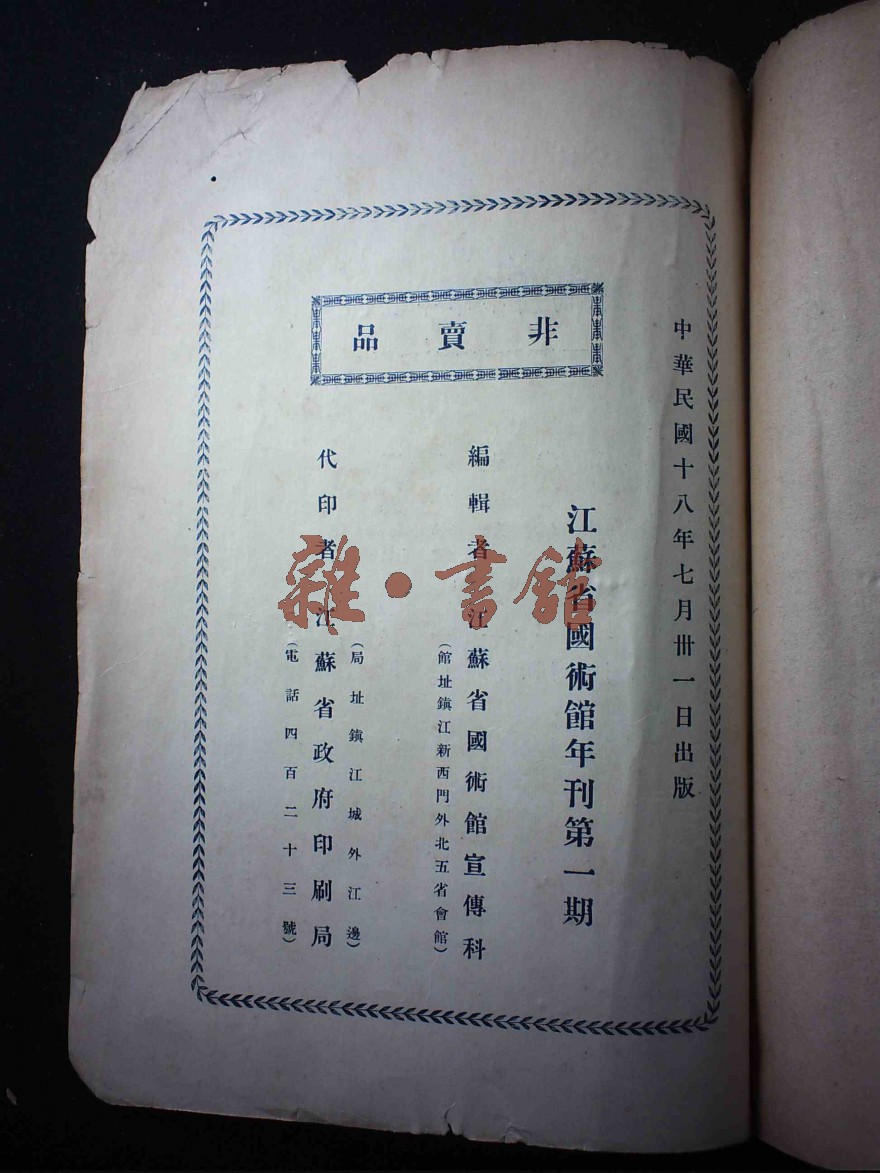 中華民國十八年七月卅一日出版
江蘇省國術館年刊第一期
非賣品
編輯者 江蘇省國術館宣傳科
(館址鎮江新西門外北五省會館)
代印者 江蘇省政府印刷局
(局址鎮江城外江邊)
(電話四百二十三號)
雜·書館